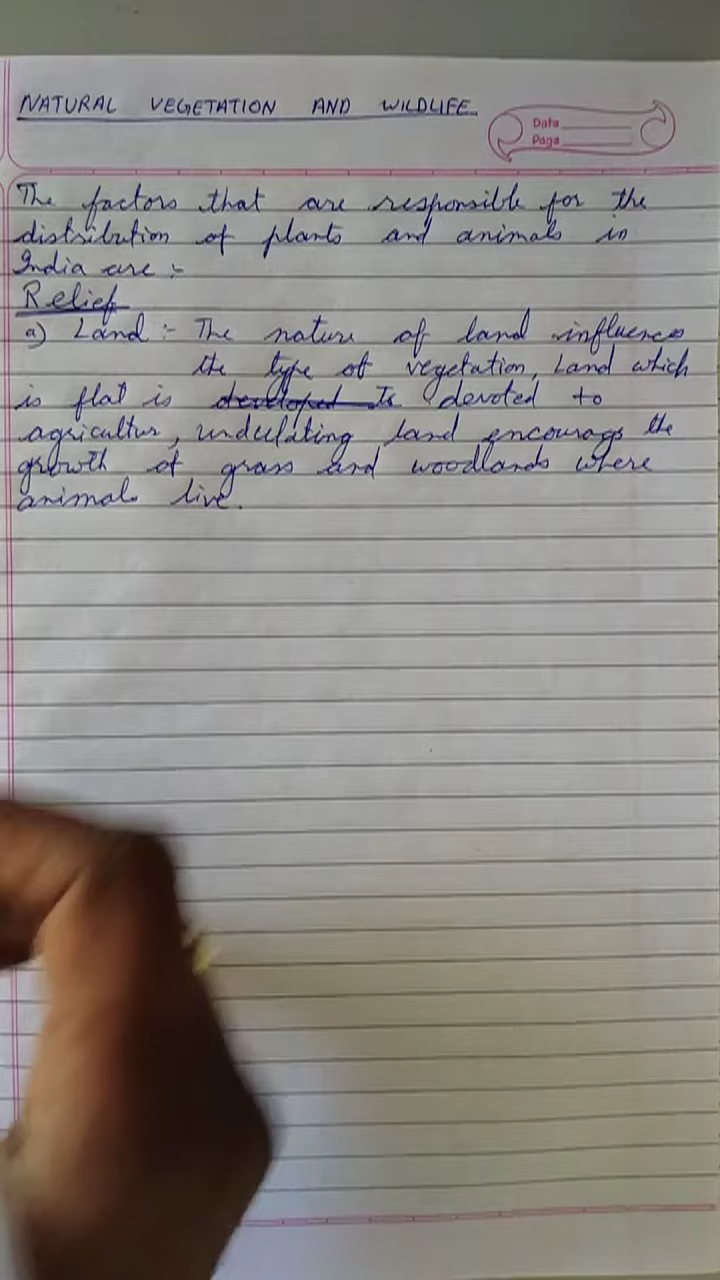 NATURAL VEGETATION AND WILDLIFE
Date
Page
The factors that are responsible for the
distribution of plants and animals in
India are :-
Relief
a) Land :- The nature of land influences
the type of vegetation, Land which
is flat is developed Is devoted to
agricultur, undulating land encourags the
growth of grass and woodlands where
animals live.